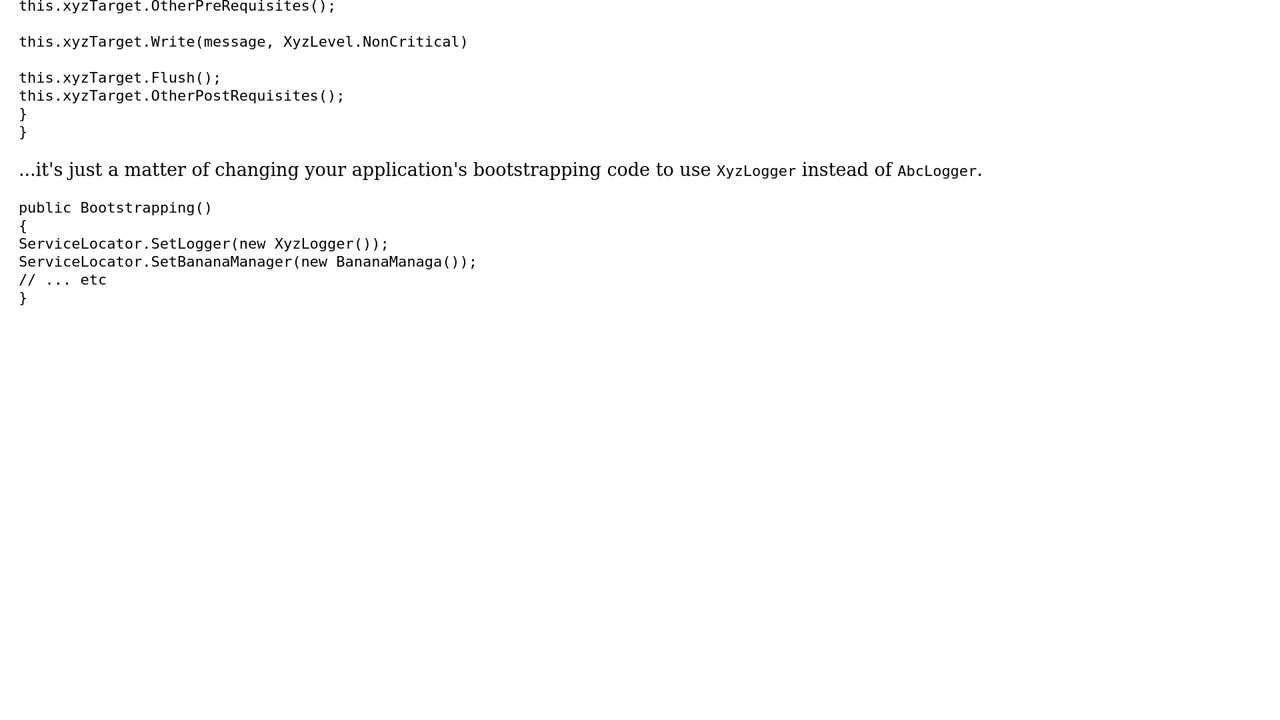 this.xyzTarget.OtherPreRequisites();
this.xyzTarget.Write(message, XyzLevel.NonCritical)
this.xyzTarget.Flush();
this.xyzTarget.OtherPostRequisites();
}
}
...it's just a matter of changing your application's bootstrapping code to use XyzLogger instead of AbcLogger.
public Bootstrapping()
{
ServiceLocator.SetLogger(new XyzLogger());
ServiceLocator.SetBananaManager(new BananaManaga());
// ... etc
}